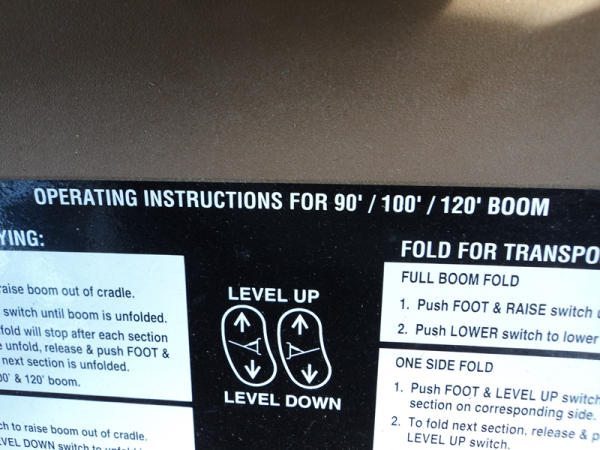 OPERATING INSTRUCTIONS FOR 90' / 100' / 120' BOOM
YING:
raise boom out of cradle.
switch until boom is unfolded.
fold will stop after each section
unfold, release & push FOOT &
next section is unfolded.
0' & 120' boom.
ch to raise boom out of cradle.
VEL DOWN switch to
LEVEL UP
LEVEL DOWN
FOLD FOR TRANSPO
FULL BOOM FOLD
1. Push FOOT & RAISE switch
2. Push LOWER switch to lower
ONE SIDE FOLD
1. Push FOOT & LEVEL UP switch
section on corresponding side.
2. To fold next section, release & p
LEVEL UP switch.